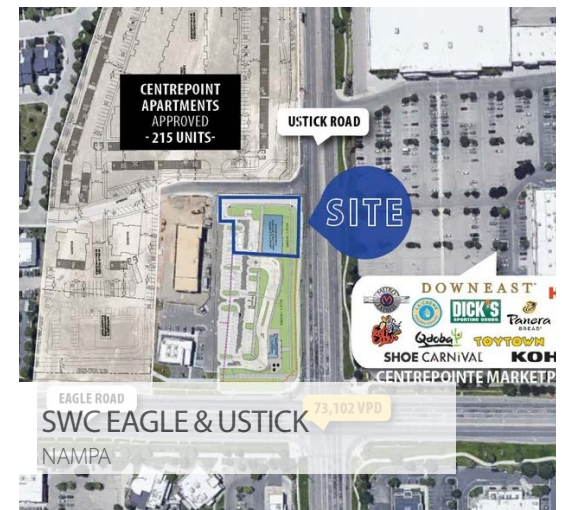 CENTREPOINT
APARTMENTS
APPROVED
- 215 UNITS-
USTICK ROAD
SITE
DOWNEAST
H
DICK'S
SPORTING GOODS
Panera
BREAD
Qdoba
TOYTOWN
SHOE CARNIVAL
KOH
CENTREPOINTE MARKETP
EAGLE ROAD
73,102 VPD
SWC EAGLE & USTICK
NAMPA